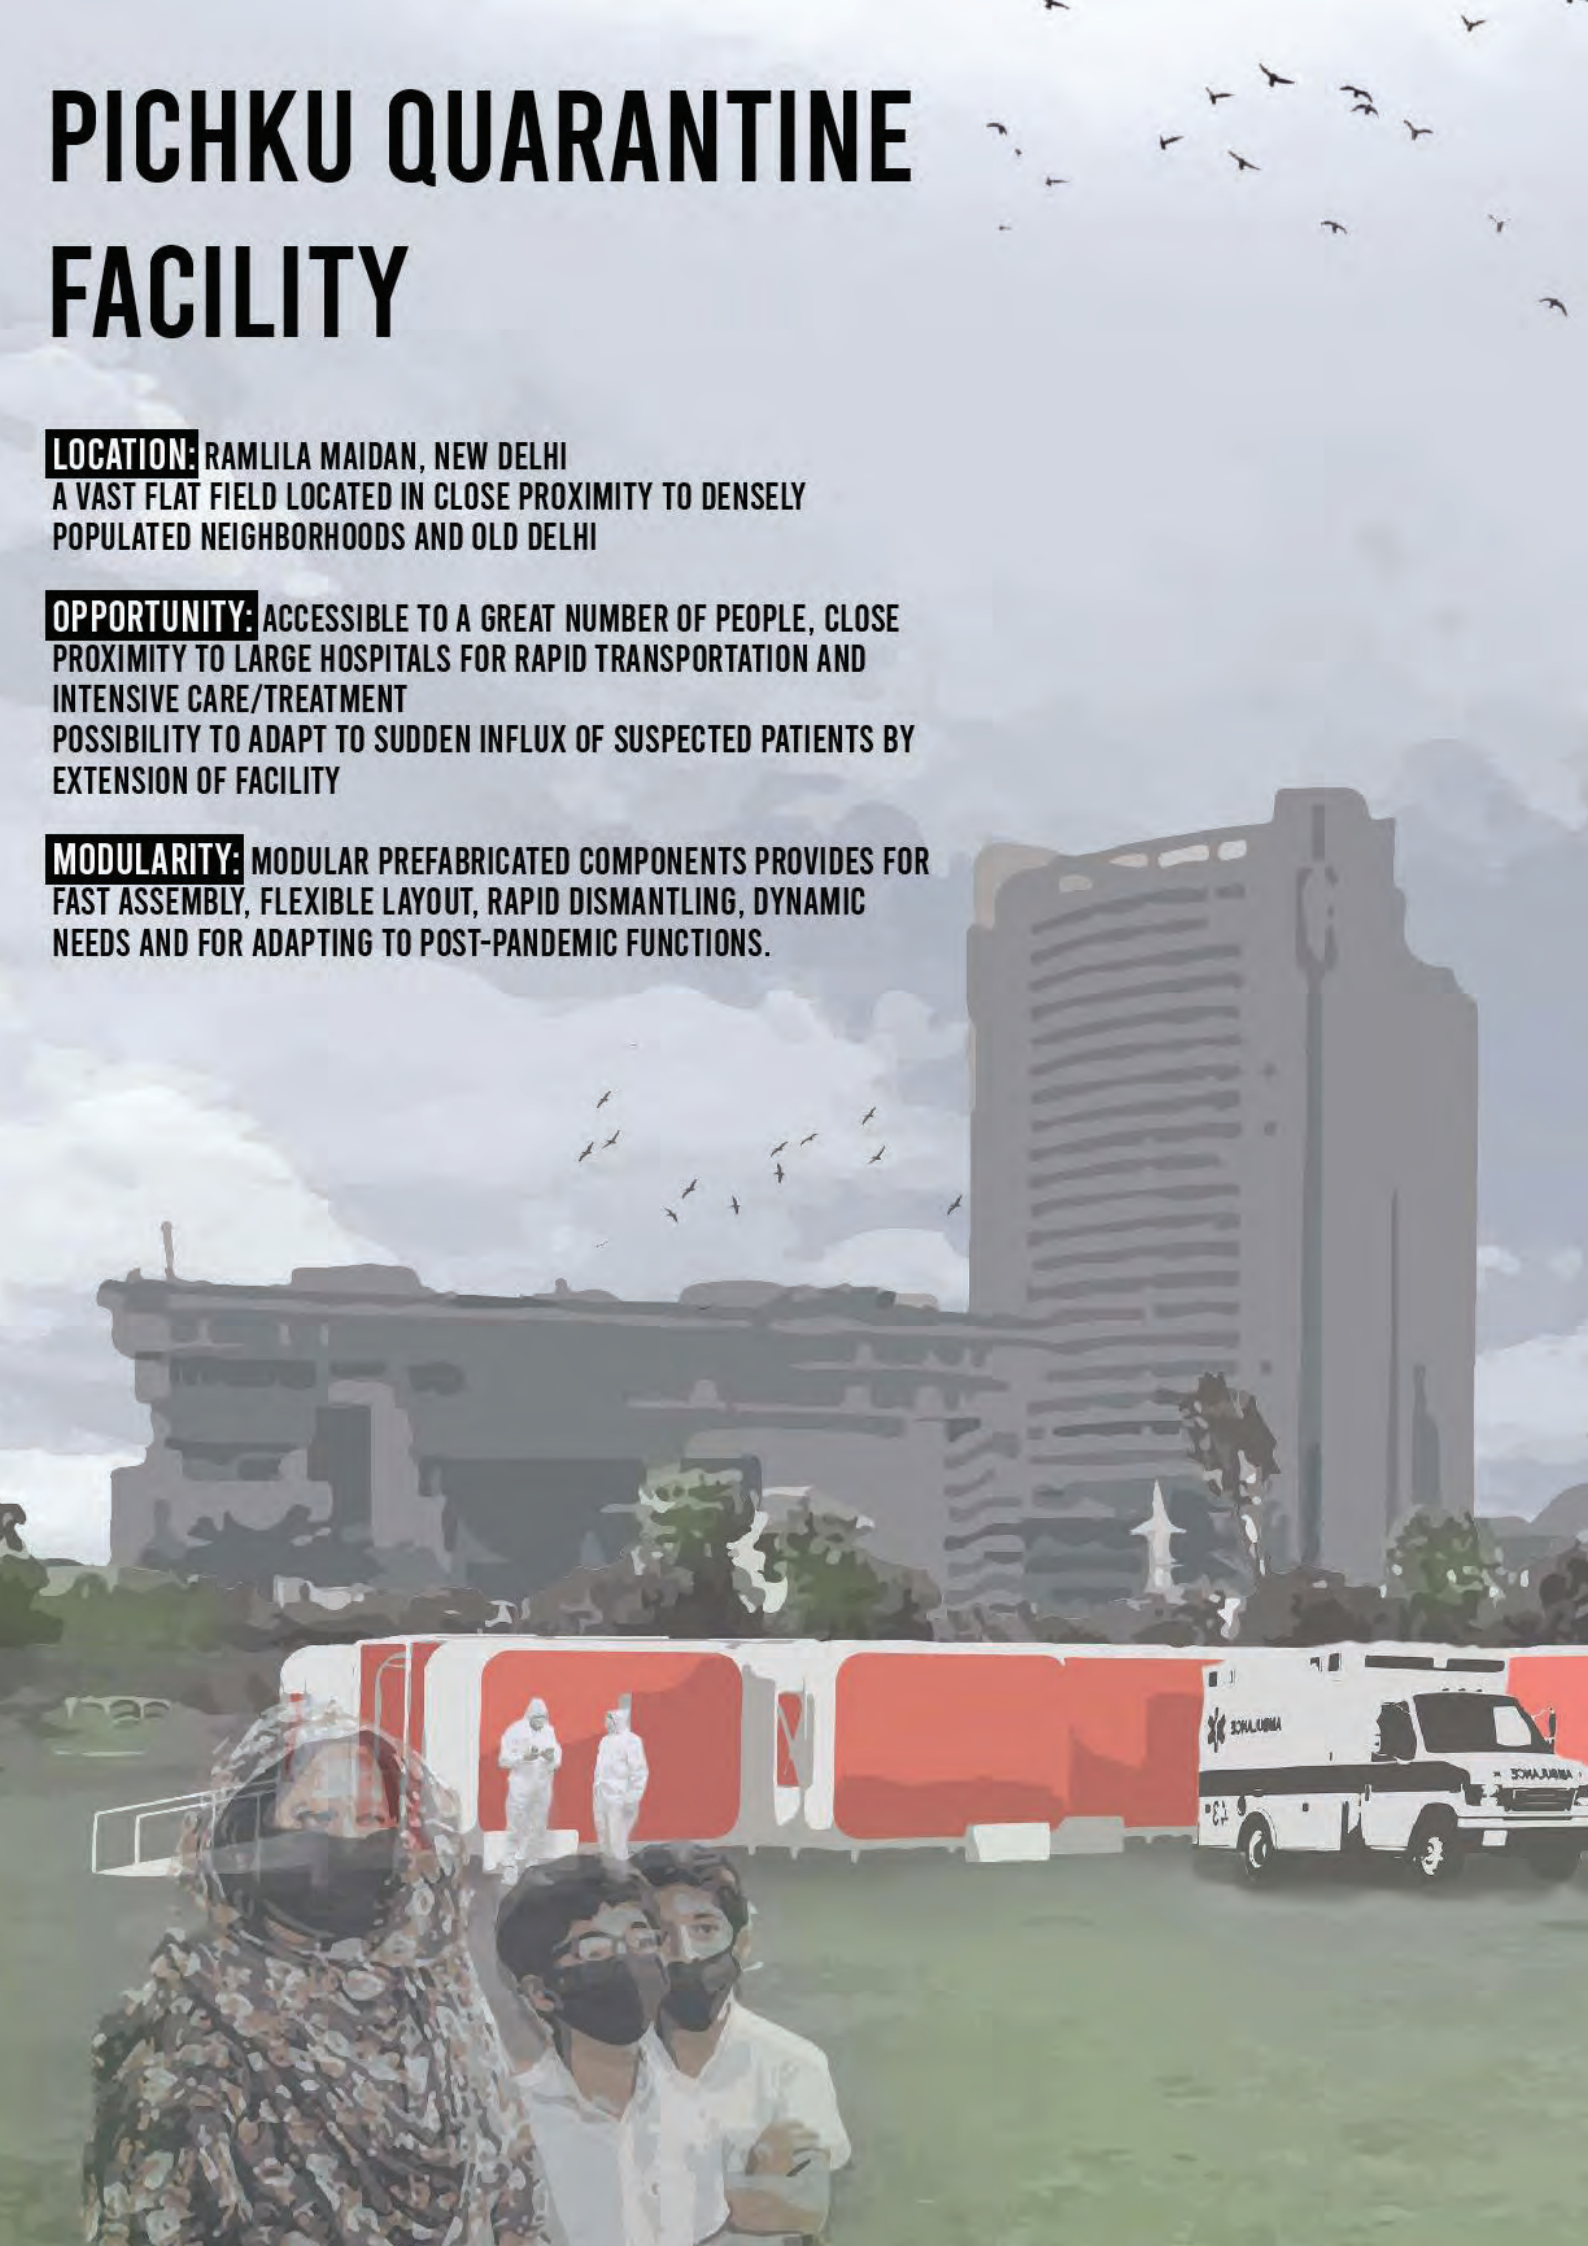 PICHKU QUARANTINE
FACILITY
LOCATION: RAMLILA MAIDAN, NEW DELHI
A VAST FLAT FIELD LOCATED IN CLOSE PROXIMITY TO DENSELY
POPULATED NEIGHBORHOODS AND OLD DELHI
OPPORTUNITY: ACCESSIBLE TO A GREAT NUMBER OF PEOPLE, CLOSE
PROXIMITY TO LARGE HOSPITALS FOR RAPID TRANSPORTATION AND
INTENSIVE CARE/TREATMENT
POSSIBILITY TO ADAPT TO SUDDEN INFLUX OF SUSPECTED PATIENTS BY
EXTENSION OF FACILITY
MODULARITY: MODULAR PREFABRICATED COMPONENTS PROVIDES FOR
FAST ASSEMBLY, FLEXIBLE LAYOUT, RAPID DISMANTLING, DYNAMIC
NEEDS AND FOR ADAPTING TO POST-PANDEMIC FUNCTIONS.
AMBULANCE
AMBULANCE
43